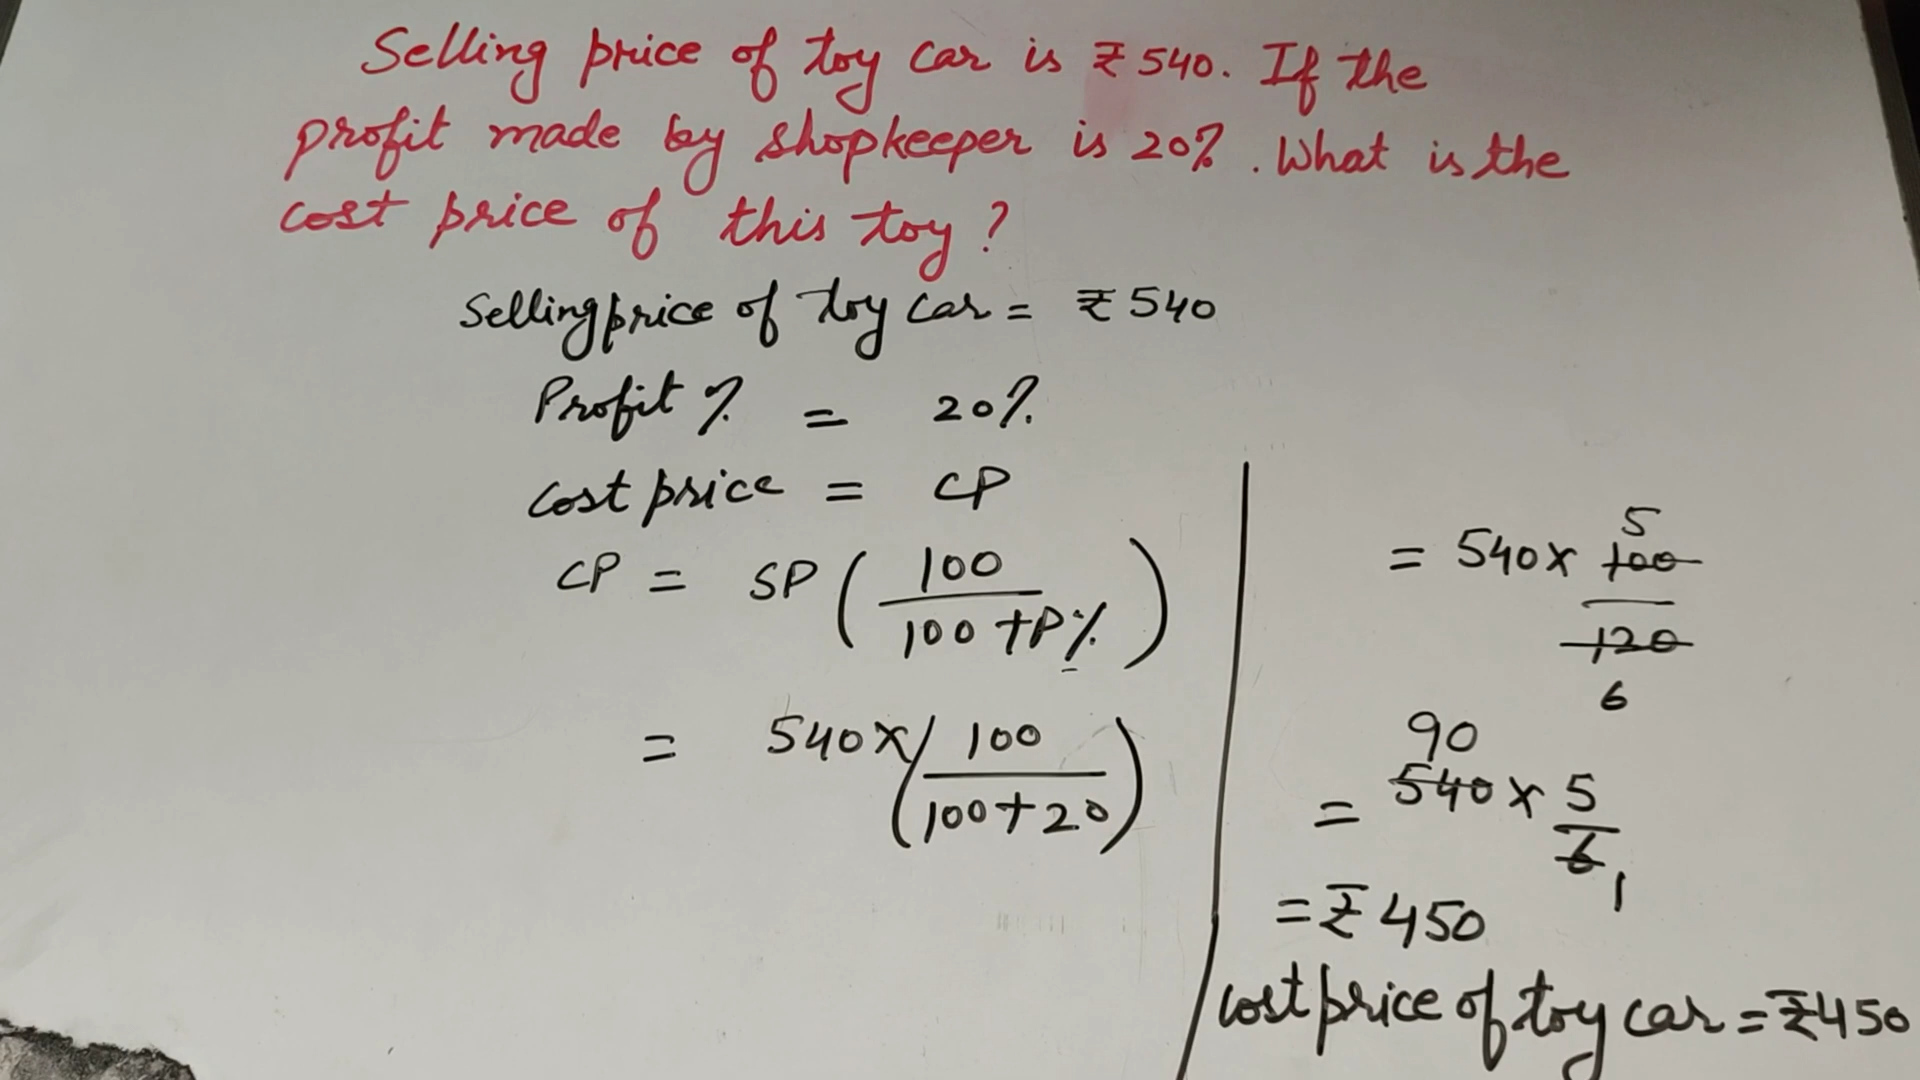 Selling price of toy car is ₹ 540. If the
profit made by shopkeeper is 20%. What is the
cost price of this toy?
Selling price of toy car = ₹ 540
Profit % = 20%
Cost price = CP
CP = SP ( 100 / 100 + P% )
= 540 x ( 100 / 100 + 20 )
5
= 540 x 100
120
6
90
= 540 x 5
6 1
= ₹ 450
cost price of toy car = ₹ 450